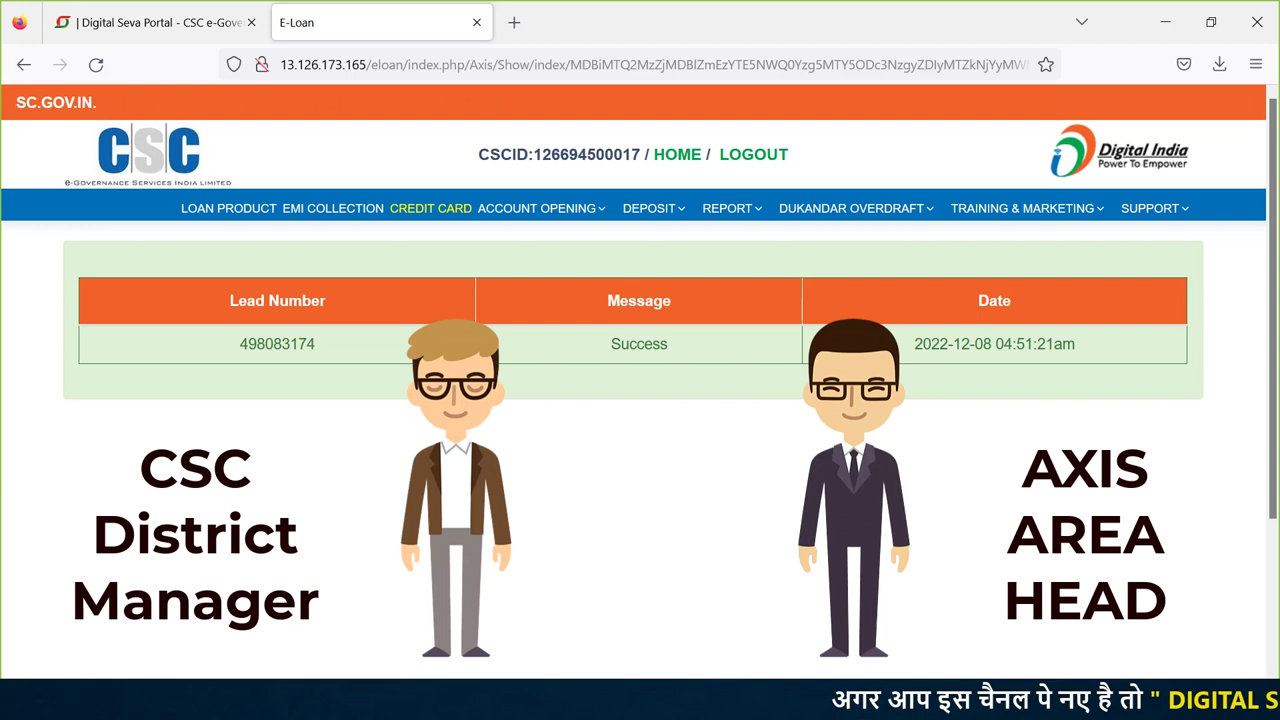 | Digital Seva Portal - CSC e-Gove
E-Loan
13.126.173.165/eloan/index.php/Axis/Show/index/
SC.GOV.IN.
CSC
e-Governance Services India Limited
CSCID:126694500017 / HOME / LOGOUT
Digital India
Power To Empower
LOAN PRODUCT EMI COLLECTION CREDIT CARD ACCOUNT OPENING DEPOSIT REPORT DUKANDAR OVERDRAFT TRAINING & MARKETING SUPPORT
Lead Number Message Date
498083174 Success 2022-12-08 04:51:21am
CSC
District
Manager
AXIS
AREA
HEAD
अगर आप इस चैनल पे नए है तो " DIGITAL S